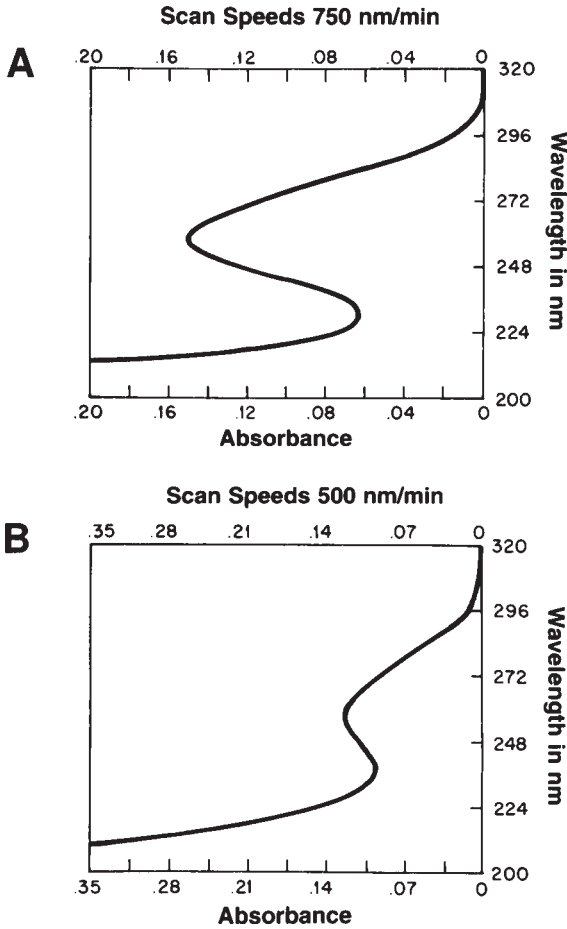 Scan Speeds 750 nm/min
A
.20 .16 .12 .08 .04 0
320
296
272
248
224
200
Wavelength in nm
.20 .16 .12 .08 .04 0
Absorbance
Scan Speeds 500 nm/min
B
.35 .28 .21 .14 .07 0
320
296
272
248
224
200
Wavelength in nm
.35 .28 .21 .14 .07 0
Absorbance